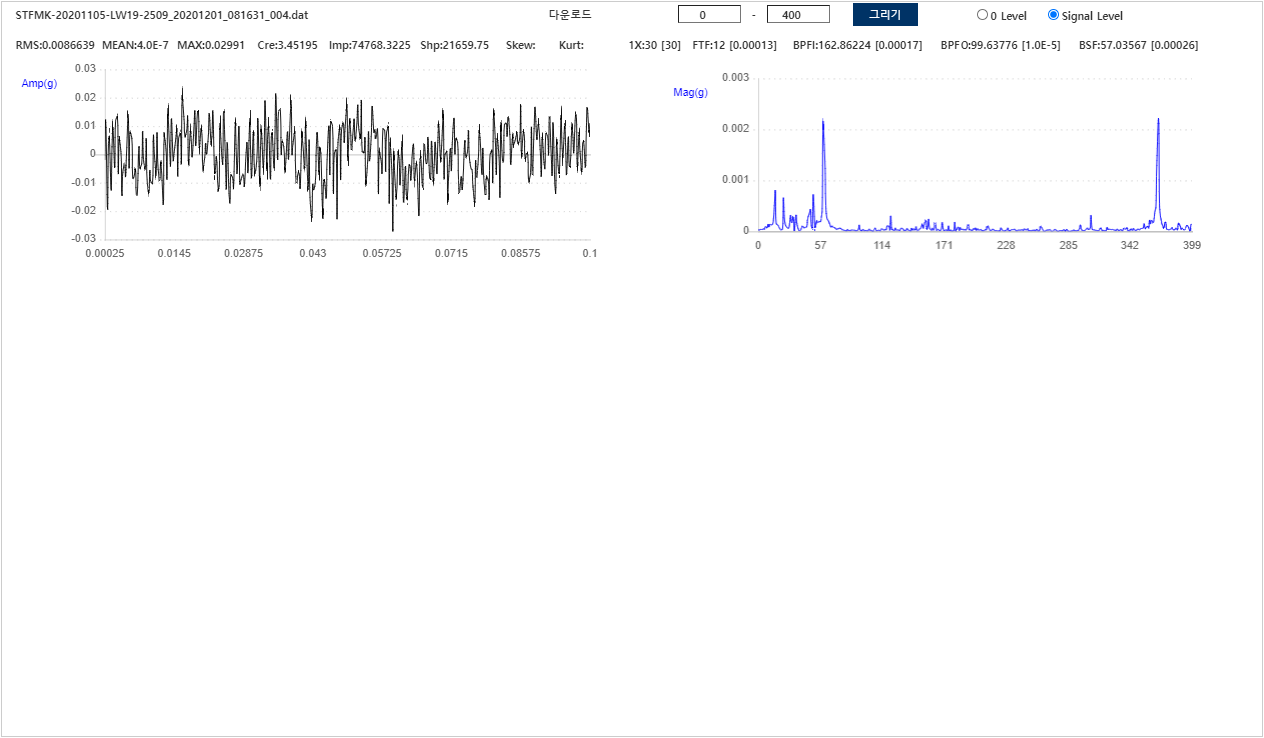 STFMK-20201105-LW19-2509_20201201_081631_004.dat 다운로드 0 - 400 그리기 0 Level Signal Level
RMS:0.0086639 MEAN:4.0E-7 MAX:0.02991 Cre:3.45195 Imp:74768.3225 Shp:21659.75 Skew: Kurt: 1X:30 [30] FTF:12 [0.00013] BPFI:162.86224 [0.00017] BPFO:99.63776 [1.0E-5] BSF:57.03567 [0.00026]
Amp(g)
0.03
0.02
0.01
0
-0.01
-0.02
-0.03
0.00025 0.0145 0.02875 0.043 0.05725 0.0715 0.08575 0.1
Mag(g)
0.003
0.002
0.001
0
0 57 114 171 228 285 342 399